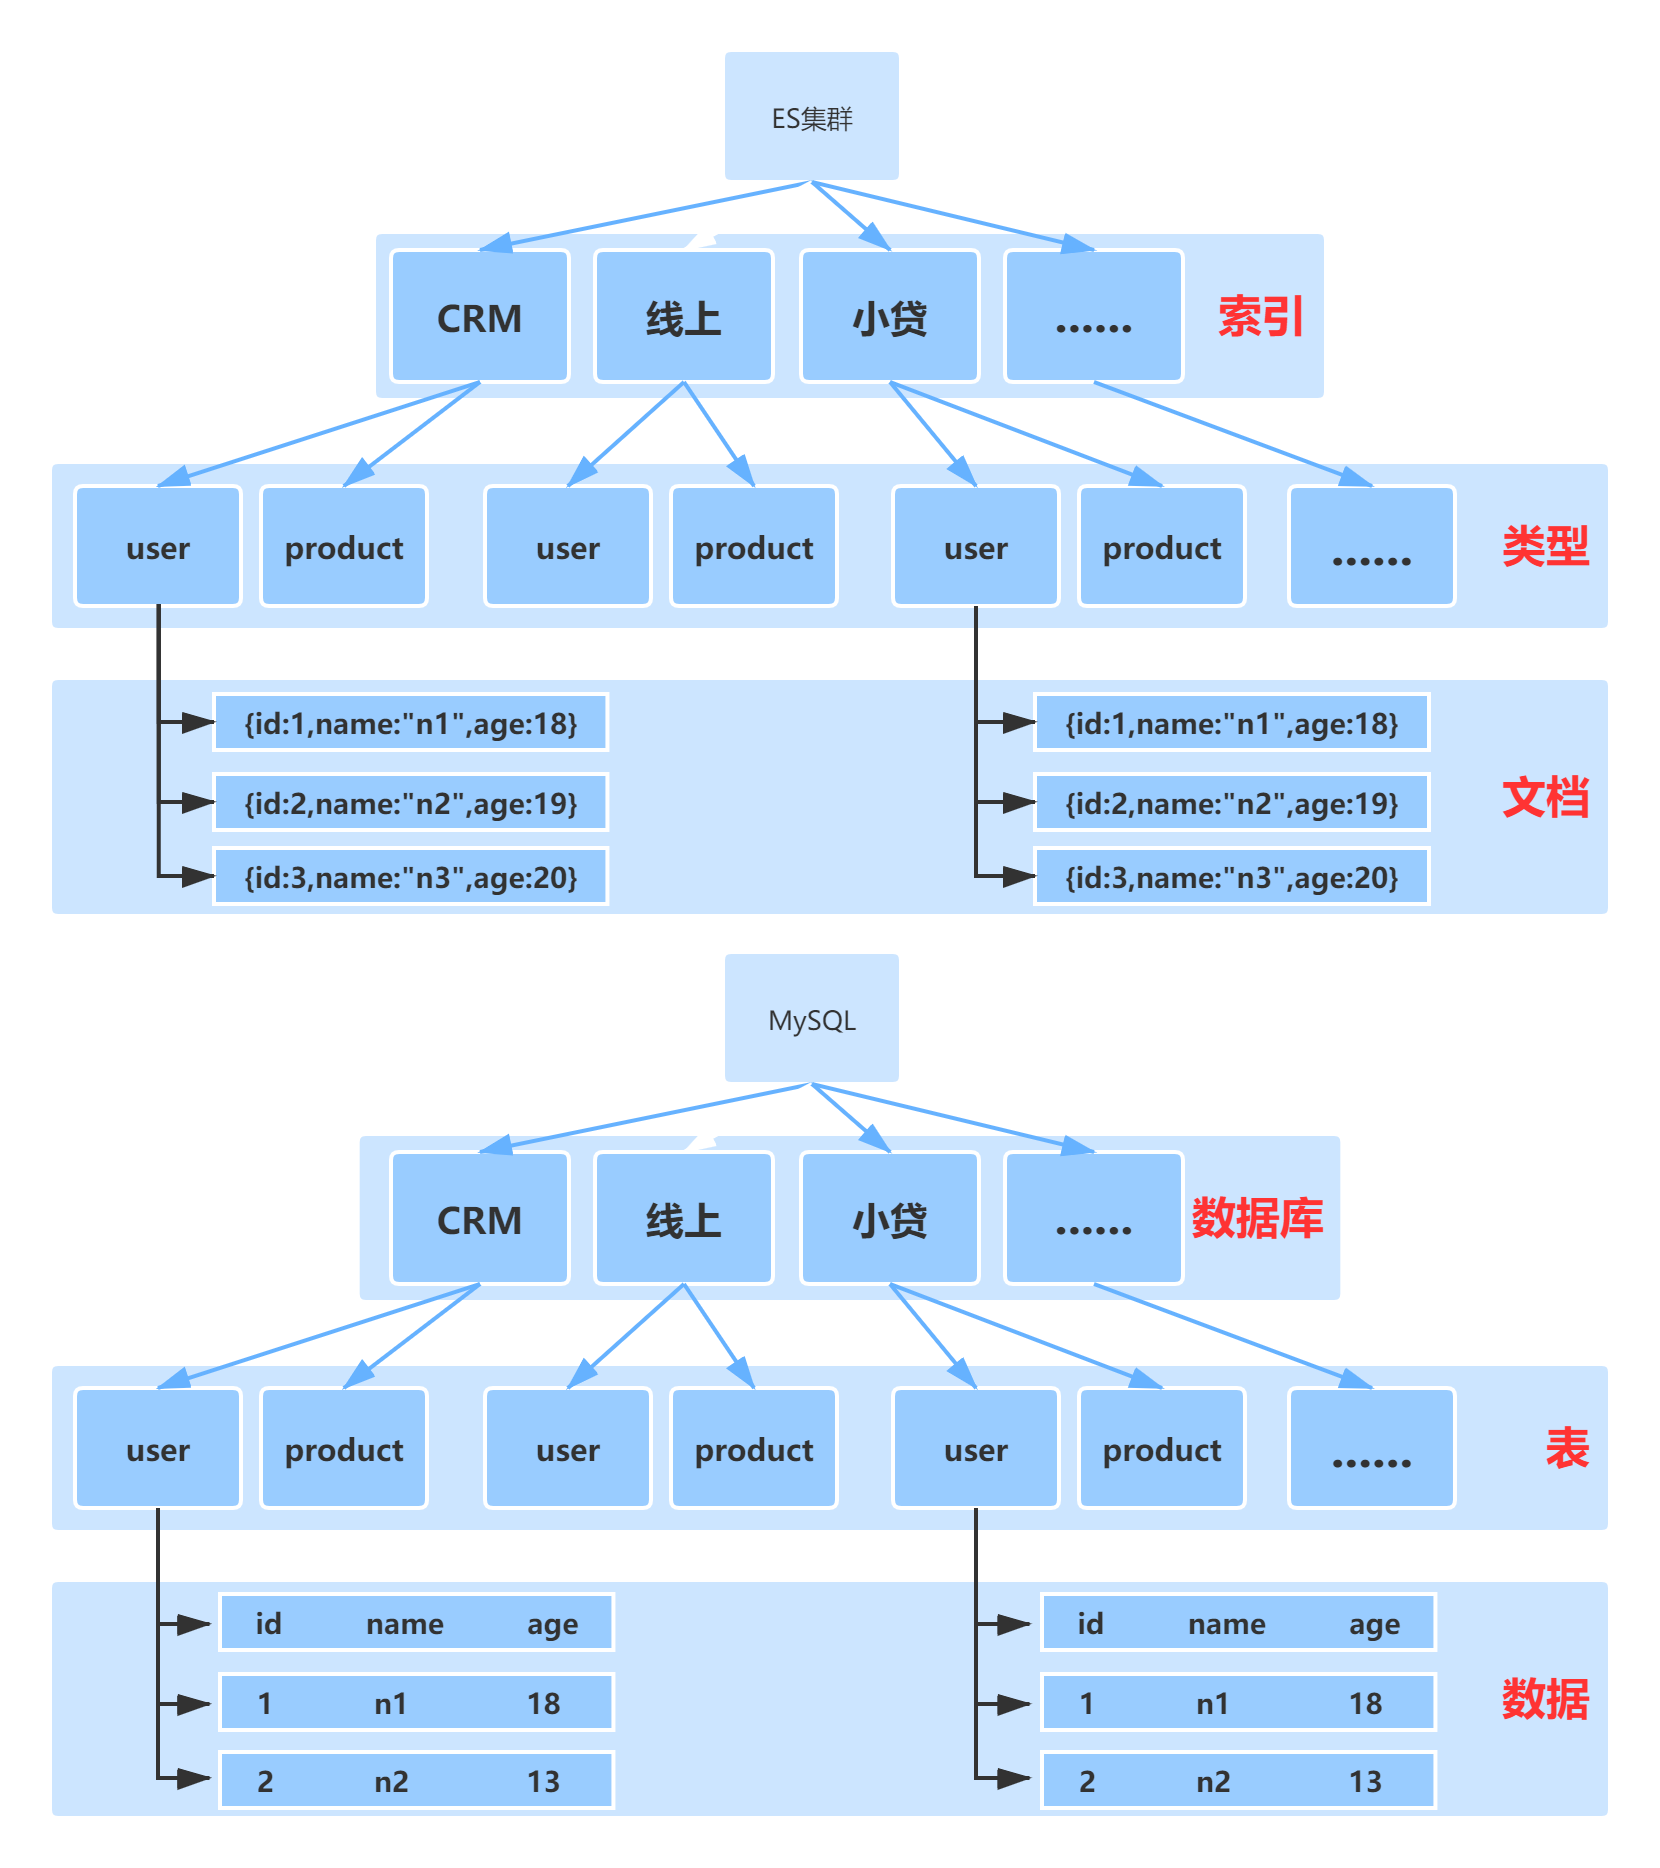 ES集群
CRM 线上 小贷 ...... 索引
user product user product user product ...... 类型
{id:1,name:"n1",age:18} {id:1,name:"n1",age:18}
{id:2,name:"n2",age:19} {id:2,name:"n2",age:19}
文档
{id:3,name:"n3",age:20} {id:3,name:"n3",age:20}
MySQL
CRM 线上 小贷 ...... 数据库
user product user product user product ...... 表
id name age id name age
1 n1 18 1 n1 18
数据
2 n2 13 2 n2 13